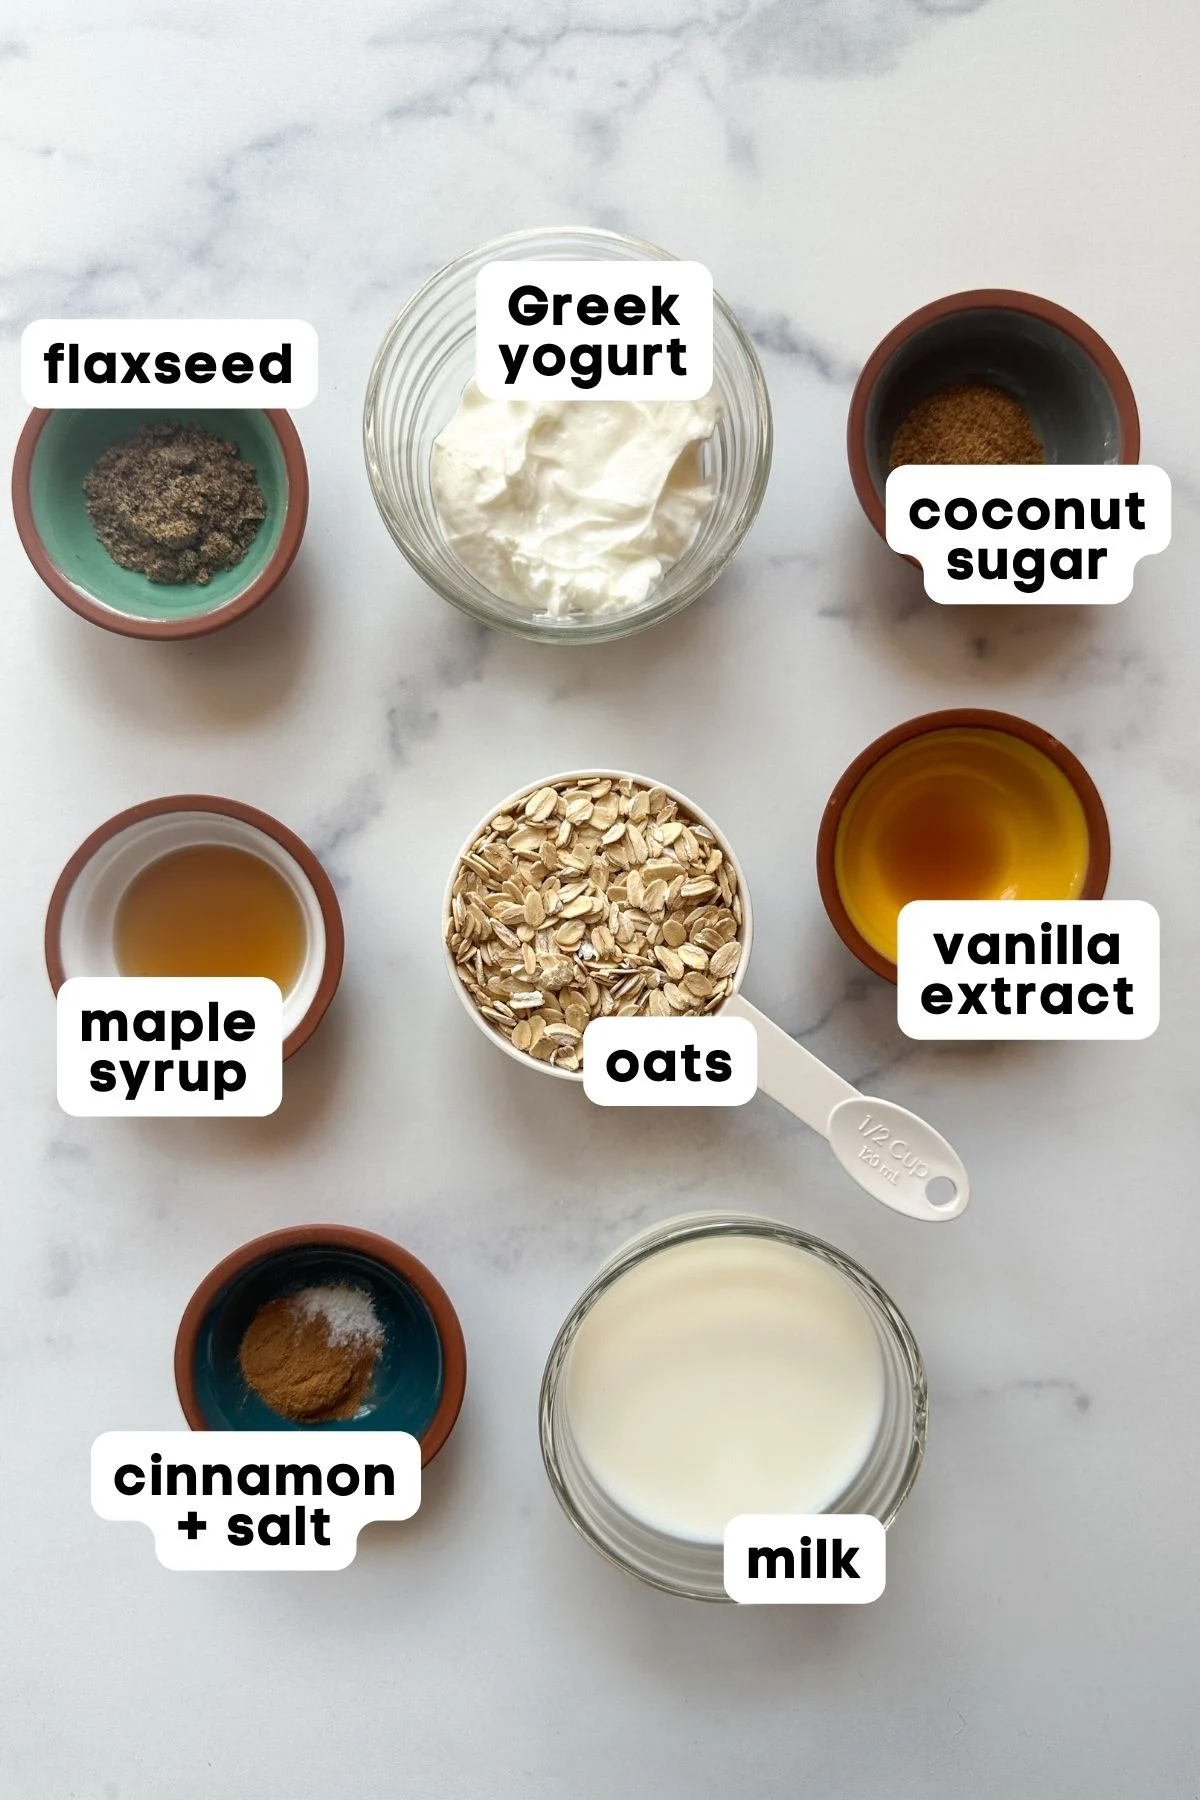 Greek
yogurt
flaxseed
coconut
sugar
vanilla
extract
maple
syrup
oats
1/2 Cup
120 mL
cinnamon
+ salt
milk